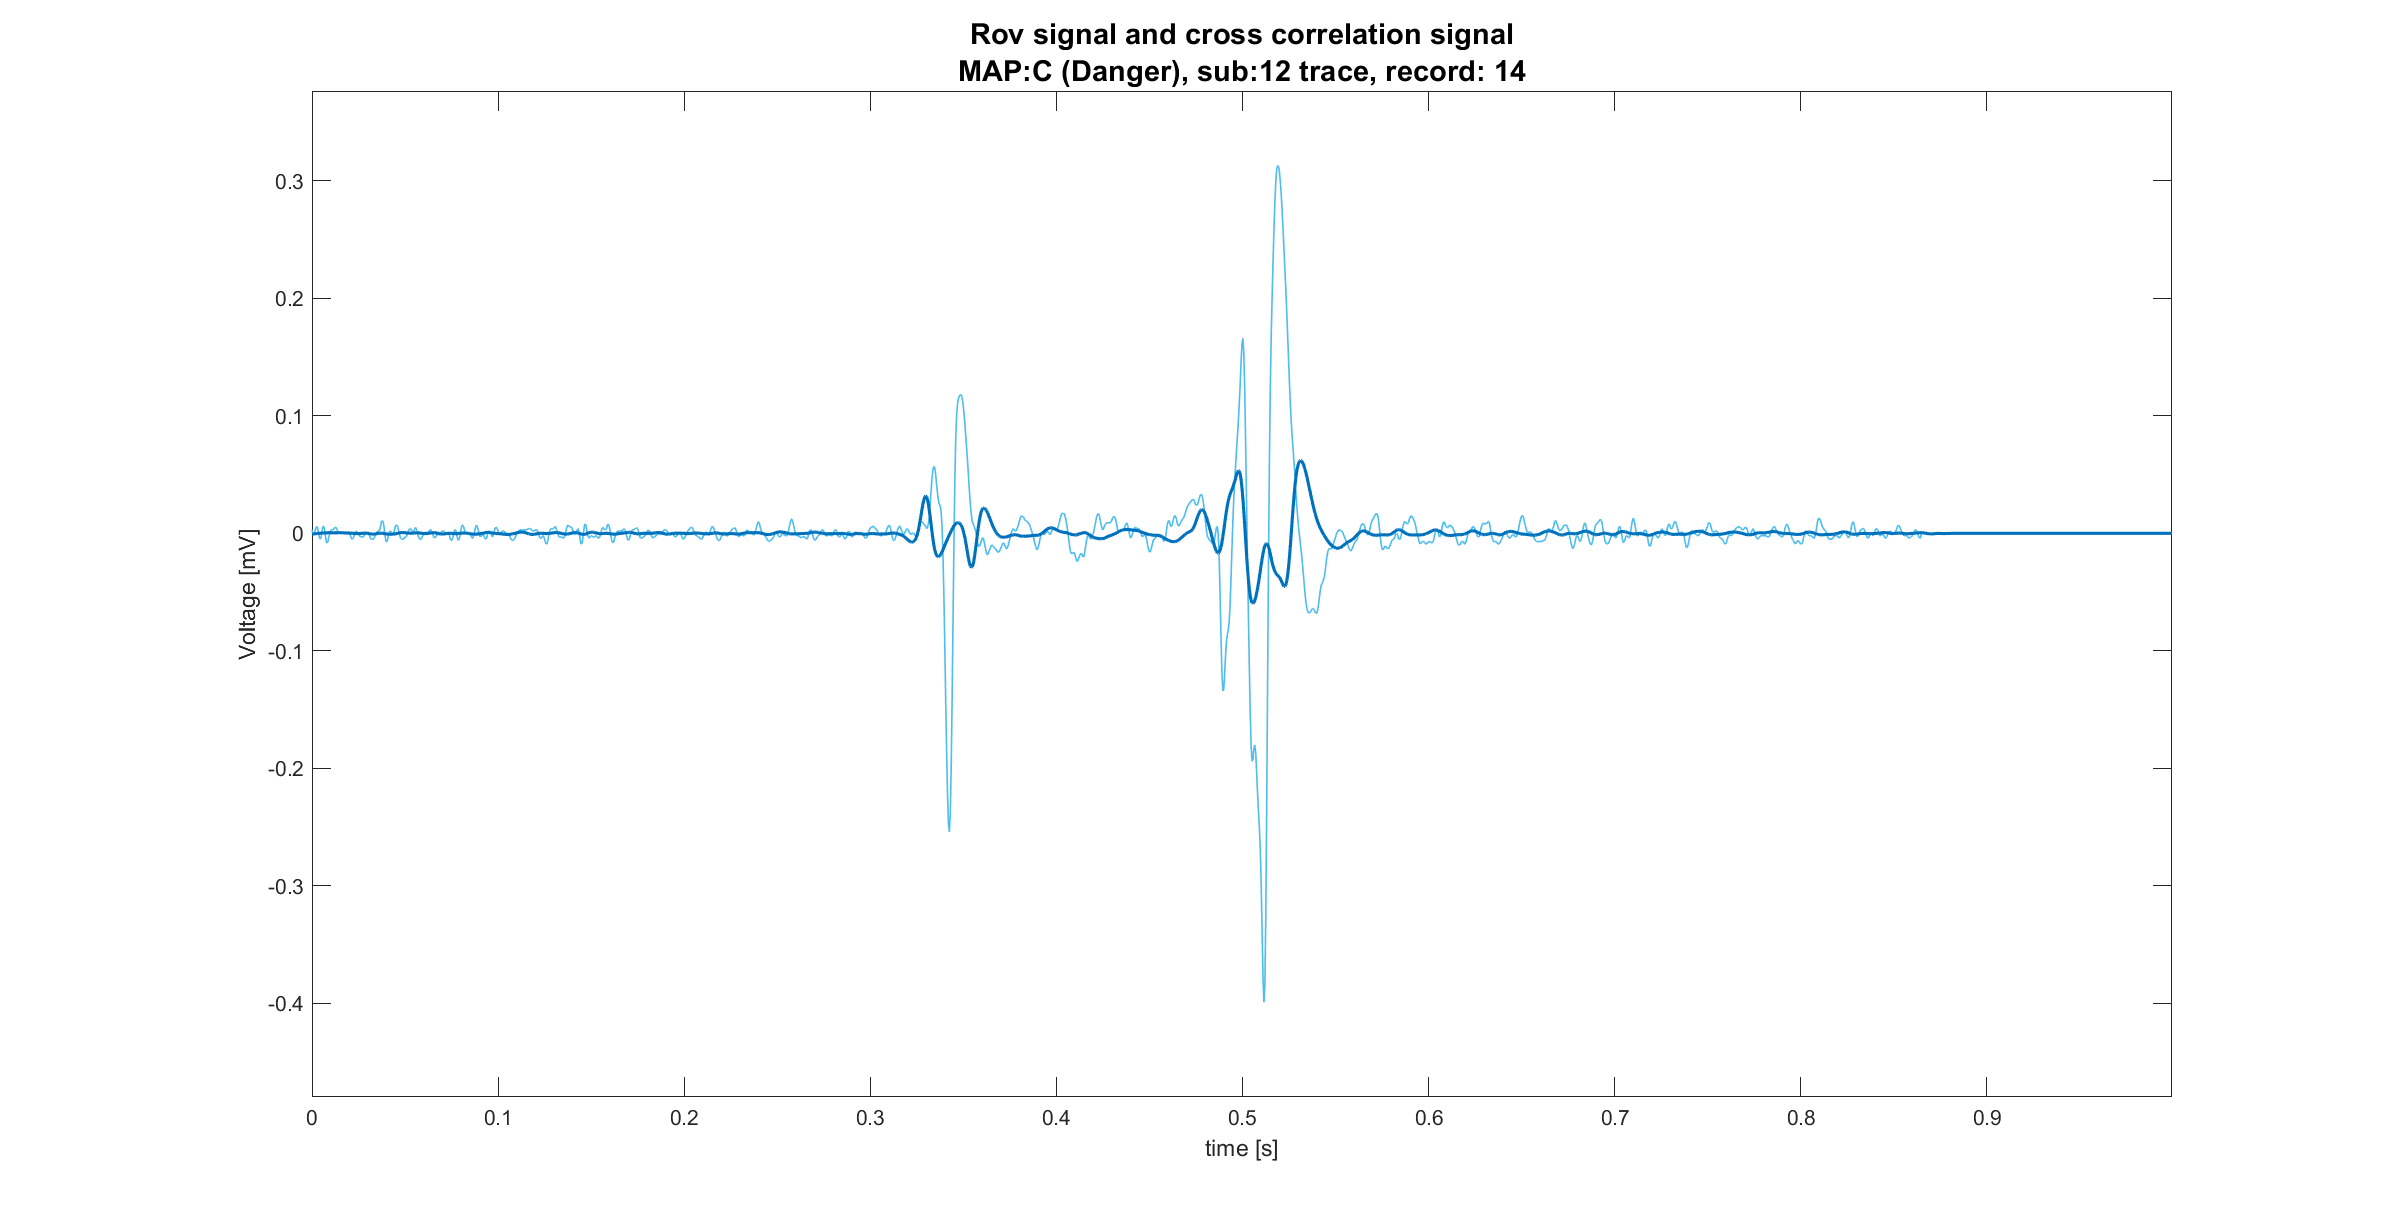 Rov signal and cross correlation signal
MAP:C (Danger), sub:12 trace, record: 14
Voltage [mV]
0.3
0.2
0.1
0
-0.1
-0.2
-0.3
-0.4
0 0.1 0.2 0.3 0.4 0.5 0.6 0.7 0.8 0.9
time [s]